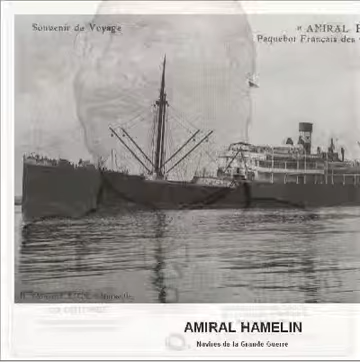 Souvenir de Voyage
" AMIRAL
Paquebot Français des
AMIRAL HAMELIN
Navires de la Grande Guerre